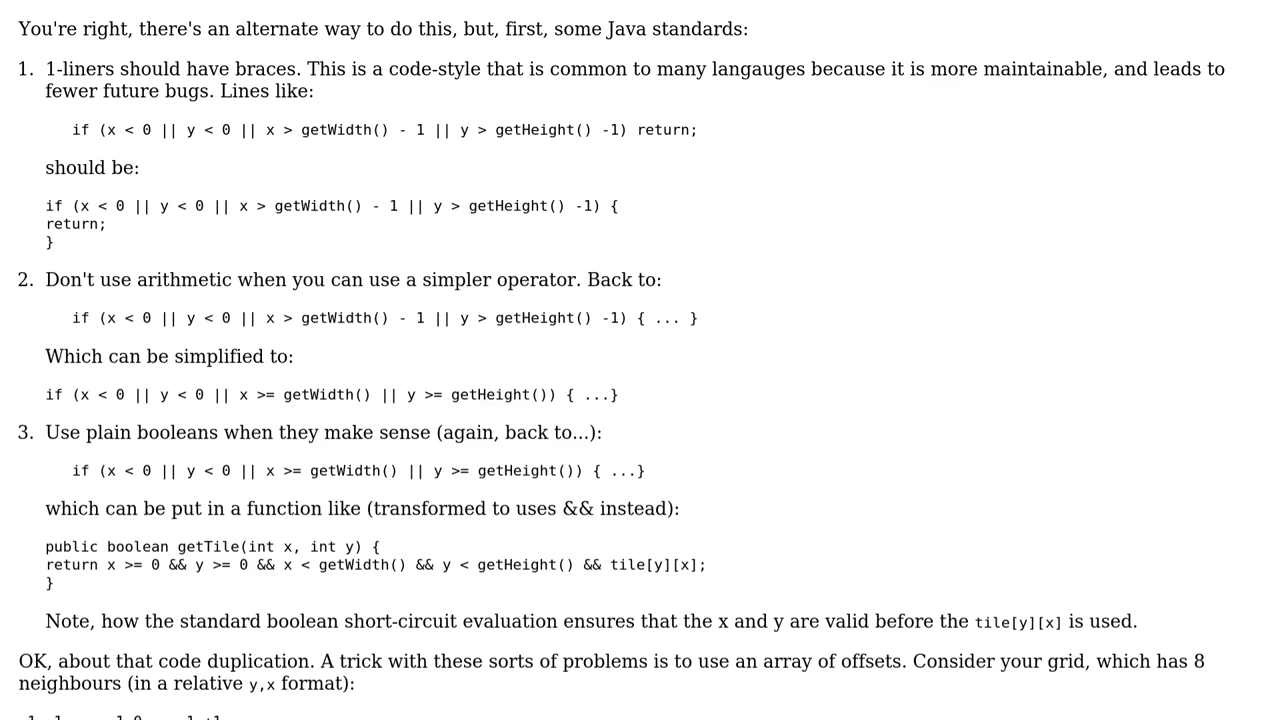 You're right, there's an alternate way to do this, but, first, some Java standards:
1. 1-liners should have braces. This is a code-style that is common to many langauges because it is more maintainable, and leads to
fewer future bugs. Lines like:
if (x < 0 || y < 0 || x > getWidth() - 1 || y > getHeight() -1) return;
should be:
if (x < 0 || y < 0 || x > getWidth() - 1 || y > getHeight() -1) {
return;
}
2. Don't use arithmetic when you can use a simpler operator. Back to:
if (x < 0 || y < 0 || x > getWidth() - 1 || y > getHeight() -1) { ... }
Which can be simplified to:
if (x < 0 || y < 0 || x >= getWidth() || y >= getHeight()) { ...}
3. Use plain booleans when they make sense (again, back to...):
if (x < 0 || y < 0 || x >= getWidth() || y >= getHeight()) { ...}
which can be put in a function like (transformed to uses && instead):
public boolean getTile(int x, int y) {
return x >= 0 && y >= 0 && x < getWidth() && y < getHeight() && tile[y][x];
}
Note, how the standard boolean short-circuit evaluation ensures that the x and y are valid before the tile[y][x] is used.
OK, about that code duplication. A trick with these sorts of problems is to use an array of offsets. Consider your grid, which has 8
neighbours (in a relative y,x format):